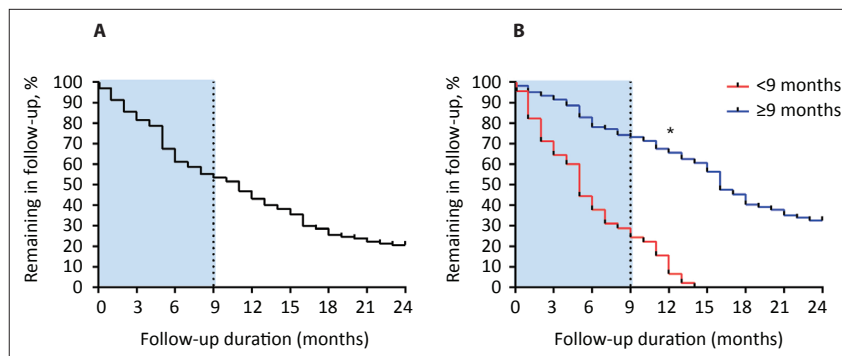 A
B
100
90
80
70
60
50
40
30
20
10
0
Remaining in follow-up, %
0 3 6 9 12 15 18 21 24
Follow-up duration (months)
100
90
80
70
60
50
40
30
20
10
0
Remaining in follow-up, %
<9 months
≥9 months
*
0 3 6 9 12 15 18 21 24
Follow-up duration (months)